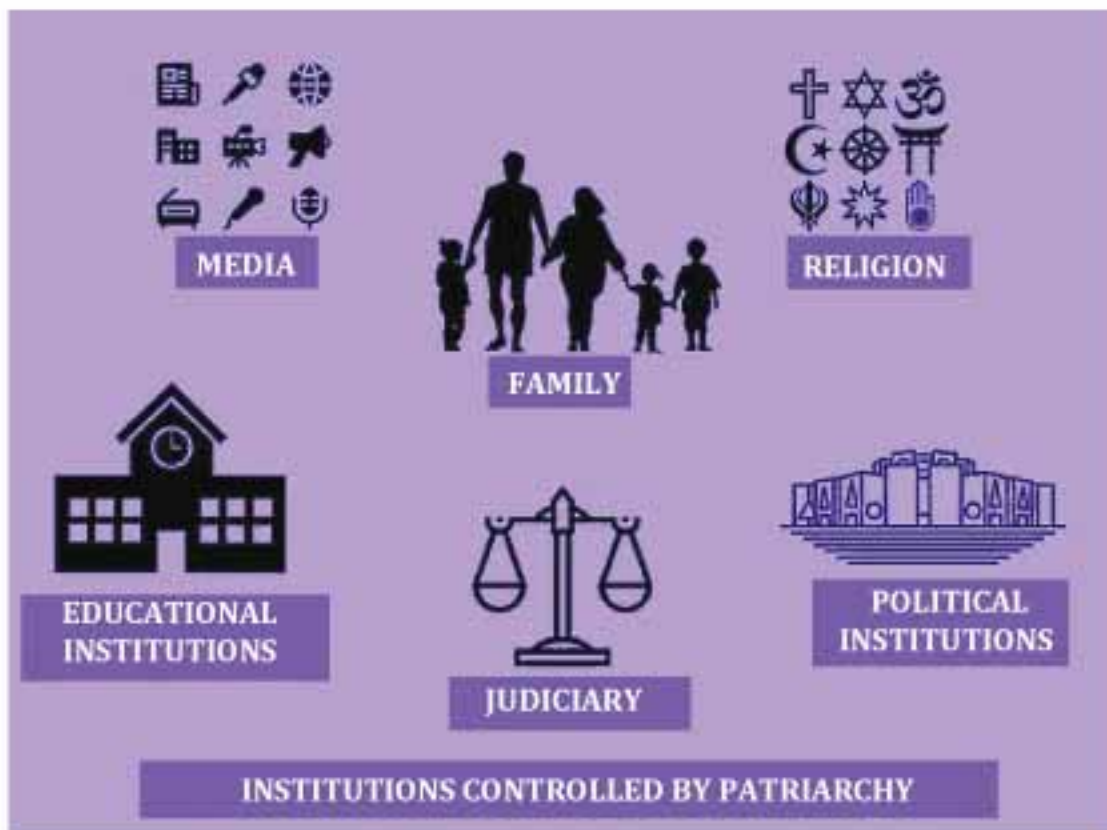 MEDIA
RELIGION
FAMILY
EDUCATIONAL
INSTITUTIONS
POLITICAL
INSTITUTIONS
JUDICIARY
INSTITUTIONS CONTROLLED BY PATRIARCHY